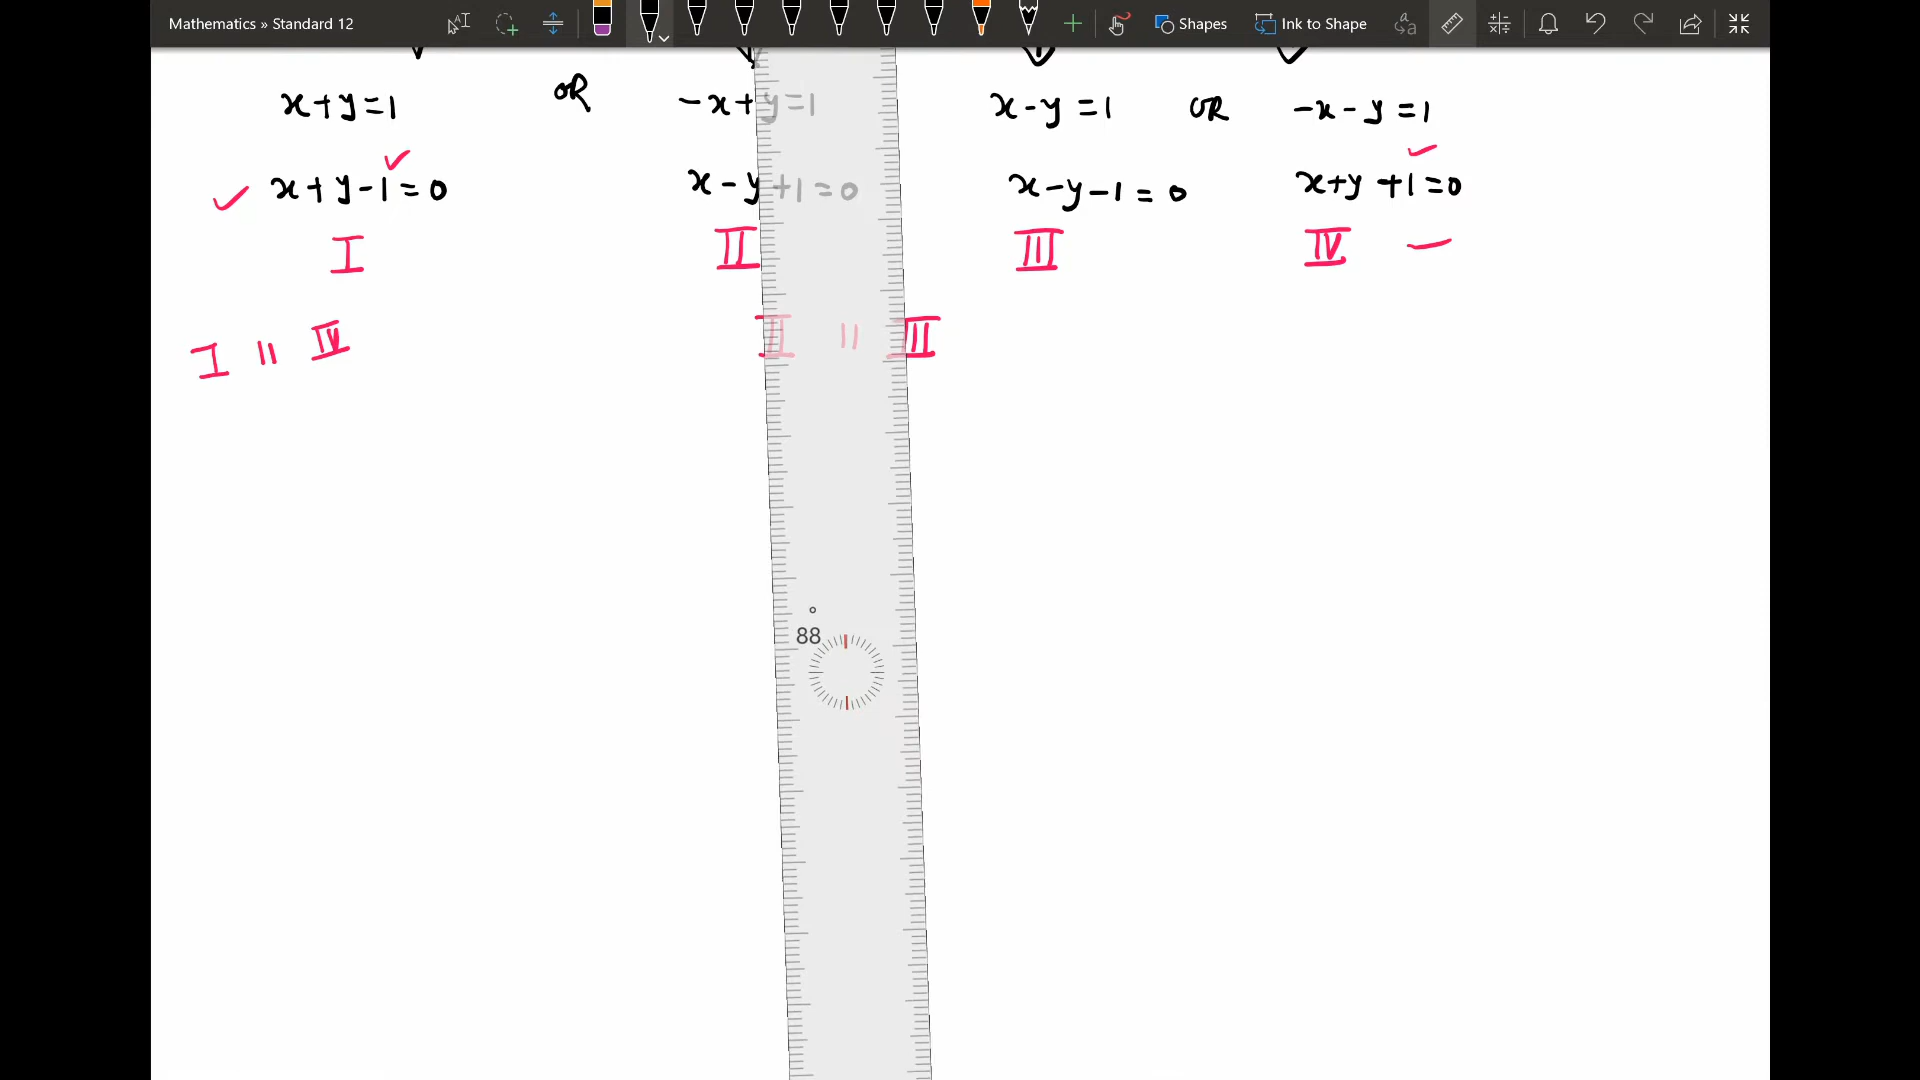 Mathematics » Standard 12
Shapes
Ink to Shape
x+y=1 OR -x+y=1 x-y=1 OR -x-y=1
x+y-1=0 x-y+1=0 x-y-1=0 x+y+1=0
I II III IV
I || IV II || III
88°